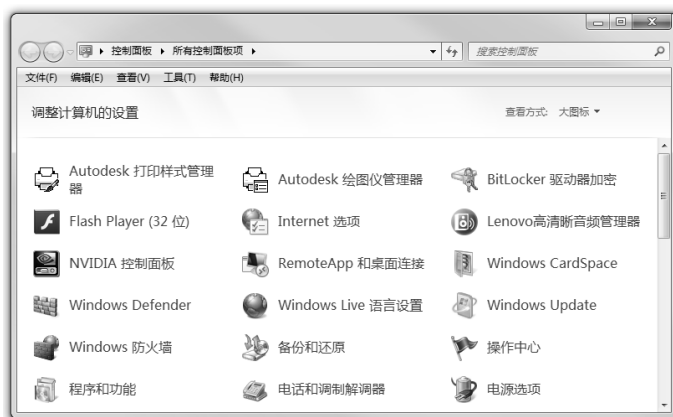 控制面板 ▸ 所有控制面板项 ▸ 搜索控制面板
文件(F) 编辑(E) 查看(V) 工具(T) 帮助(H)
调整计算机的设置 查看方式: 大图标
Autodesk 打印样式管理
器
Autodesk 绘图仪管理器
BitLocker 驱动器加密
Flash Player (32 位)
Internet 选项
Lenovo高清晰音频管理器
NVIDIA 控制面板
RemoteApp 和桌面连接
Windows CardSpace
Windows Defender
Windows Live 语言设置
Windows Update
Windows 防火墙
备份和还原
操作中心
程序和功能
电话和调制解调器
电源选项